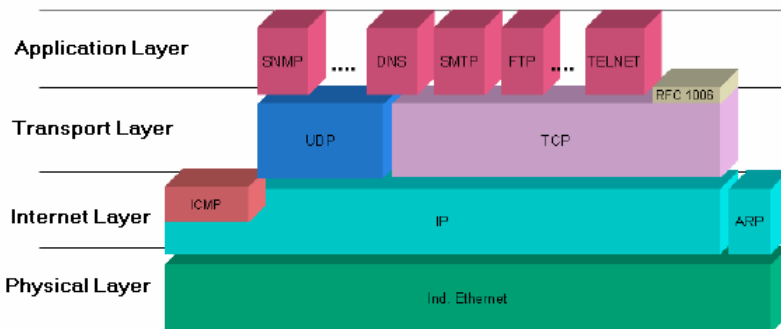 Application Layer
SNMP .... DNS SMTP FTP .... TELNET
RFC 1006
Transport Layer
UDP TCP
ICMP
Internet Layer
IP ARP
Physical Layer
Ind. Ethernet